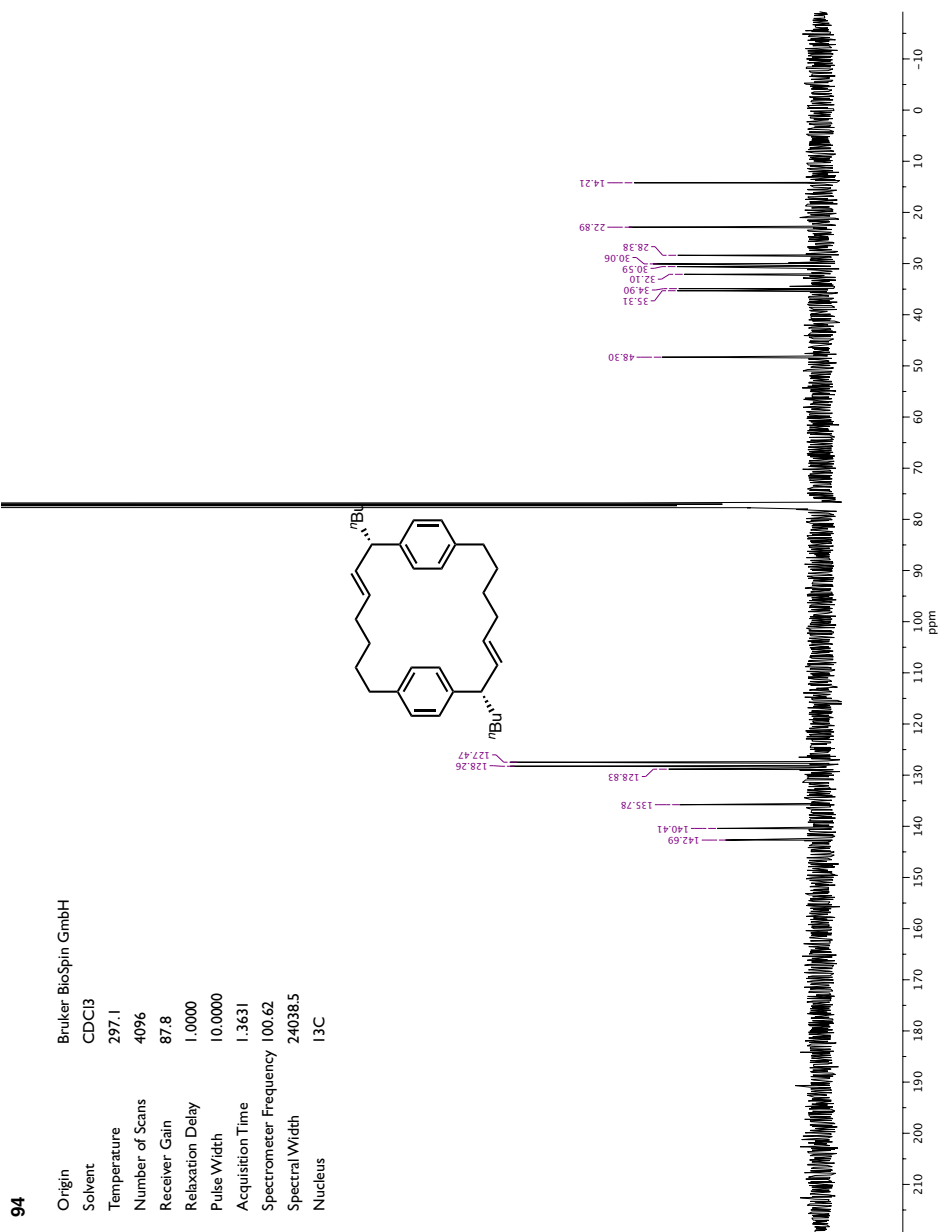 94
Origin Bruker BioSpin GmbH
Solvent CDCl3
Temperature 297.1
Number of Scans 4096
Receiver Gain 87.8
Relaxation Delay 1.0000
Pulse Width 10.0000
Acquisition Time 1.3631
Spectrometer Frequency 100.62
Spectral Width 24038.5
Nucleus 13C
nBu
nBu
142.69
140.41
135.78
128.83
128.26
127.47
48.30
35.31
34.90
32.10
30.59
30.06
28.38
22.89
14.21
210 200 190 180 170 160 150 140 130 120 110 100 90 80 70 60 50 40 30 20 10 0 -10
ppm